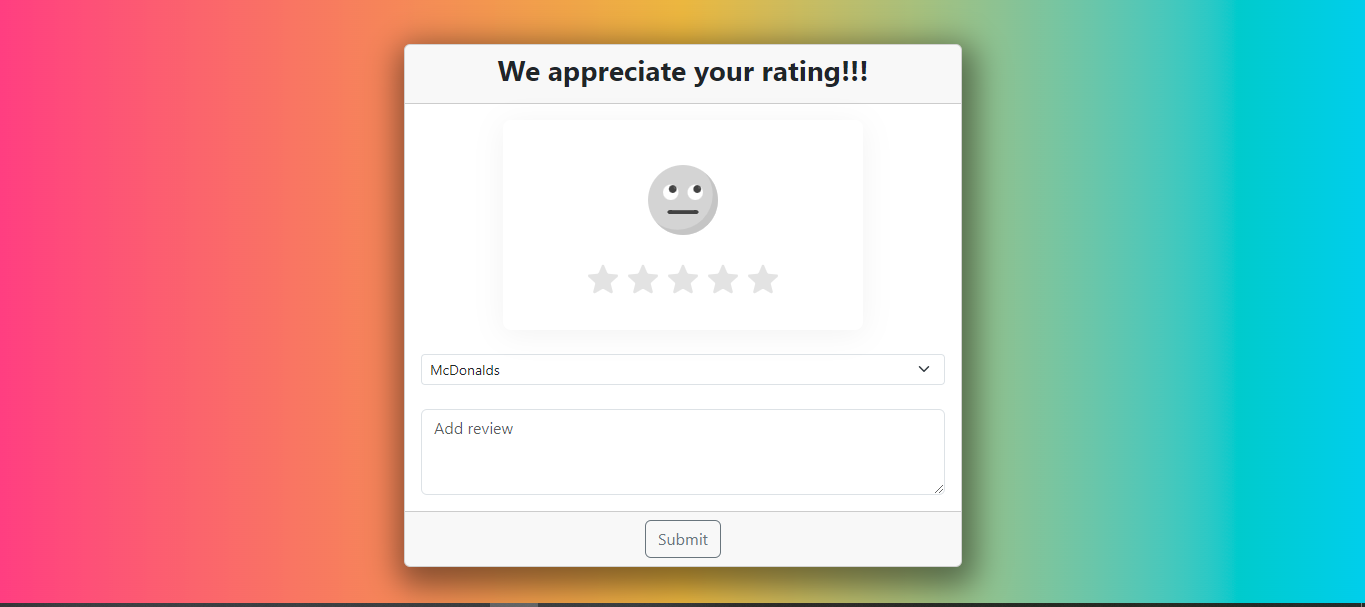 We appreciate your rating!!!
McDonalds
Add review
Submit